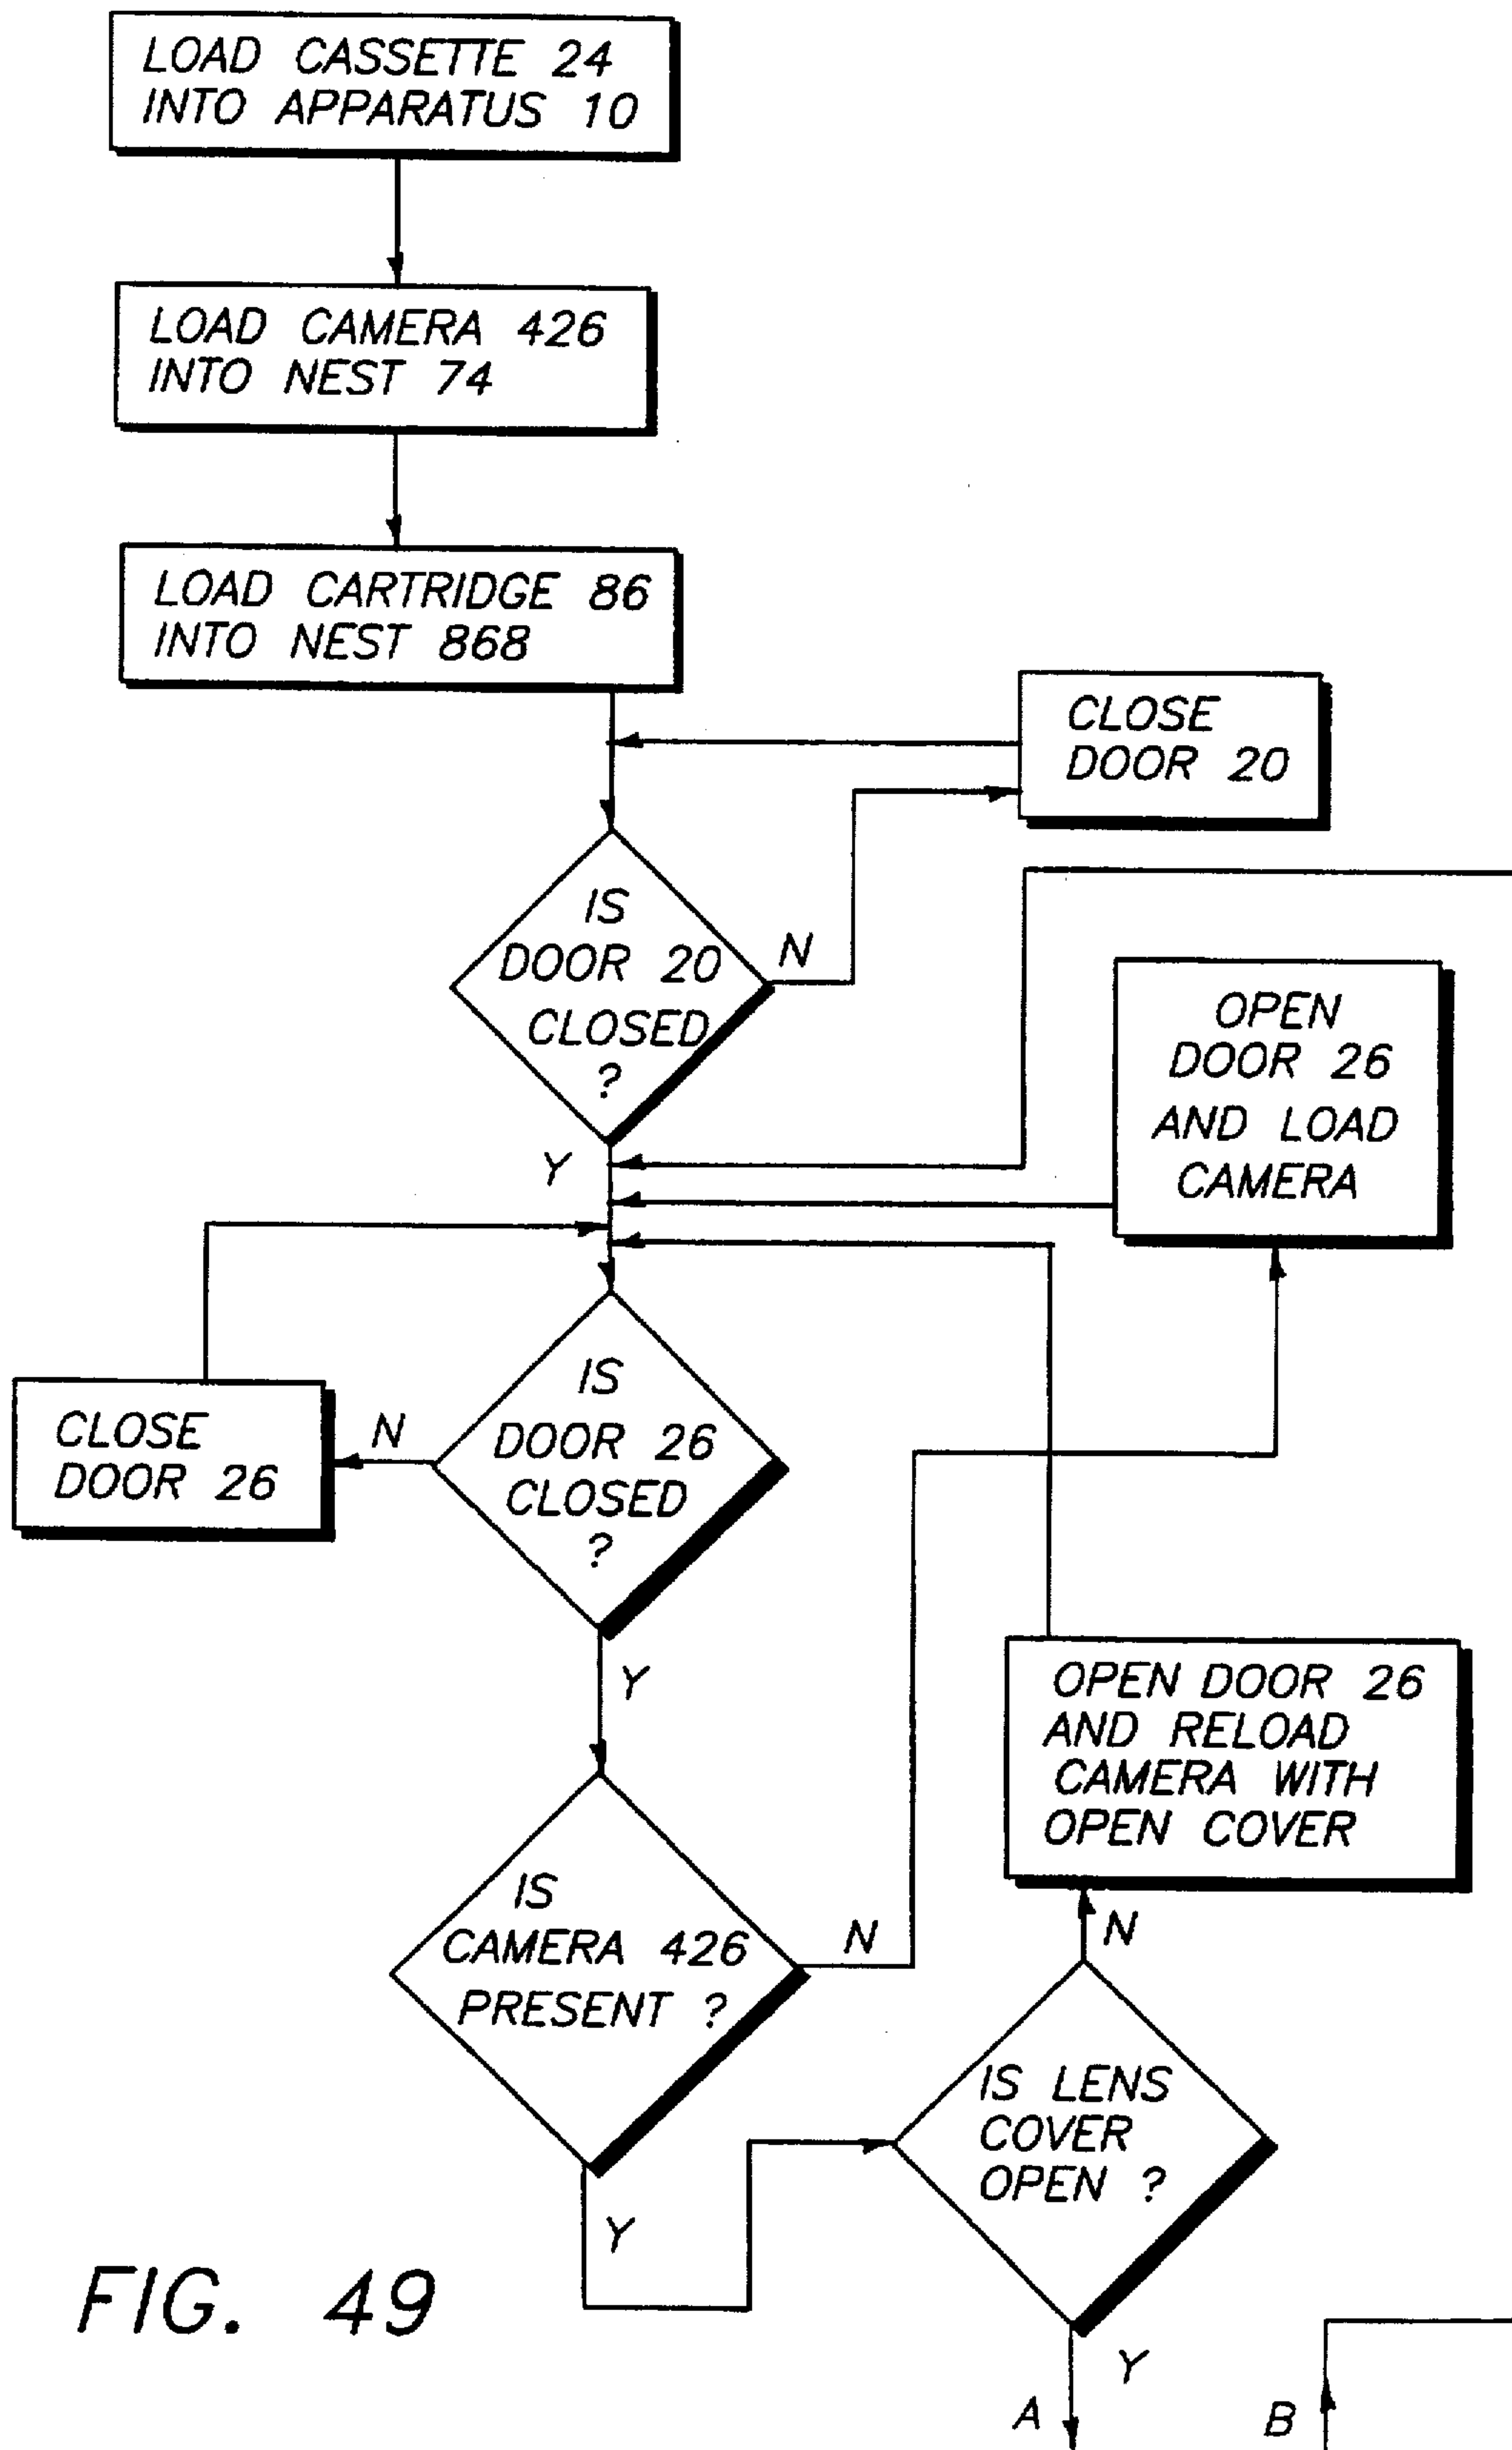 LOAD CASSETTE 24
INTO APPARATUS 10
LOAD CAMERA 426
INTO NEST 74
LOAD CARTRIDGE 86
INTO NEST 868
CLOSE
DOOR 20
IS
DOOR 20
CLOSED
?
N
Y
OPEN
DOOR 26
AND LOAD
CAMERA
CLOSE
DOOR 26
N
IS
DOOR 26
CLOSED
?
Y
OPEN DOOR 26
AND RELOAD
CAMERA WITH
OPEN COVER
IS
CAMERA 426
PRESENT ?
N
Y
N
IS LENS
COVER
OPEN ?
Y
A
B
FIG. 49